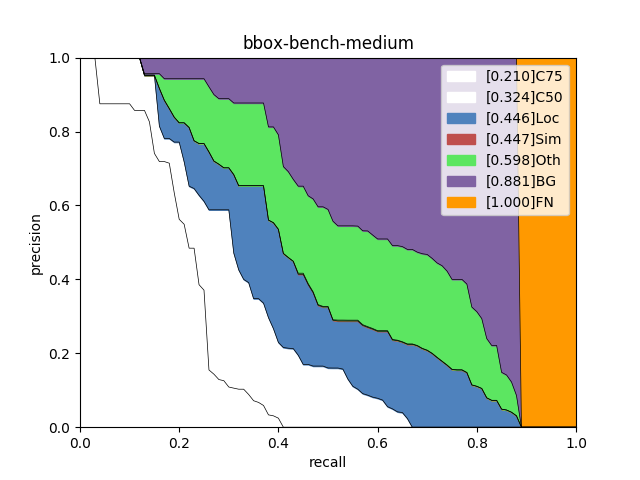 bbox-bench-medium
1.0
0.8
0.6
0.4
0.2
0.0
precision
[0.210]C75
[0.324]C50
[0.446]Loc
[0.447]Sim
[0.598]Oth
[0.881]BG
[1.000]FN
0.0 0.2 0.4 0.6 0.8 1.0
recall